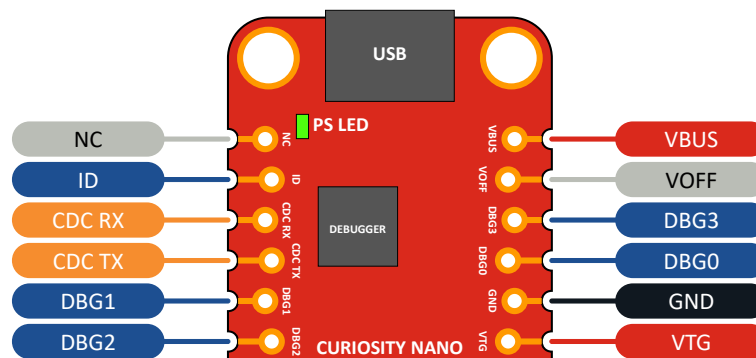 USB
PS LED
NC
NC
VBUS
VBUS
ID
ID
VOFF
VOFF
CDC RX
CDC RX
DBG3
DBG3
CDC TX
CDC TX
DBG0
DBG0
DEBUGGER
DBG1
DBG1
GND
GND
DBG2
DBG2
CURIOSITY NANO
VTG
VTG